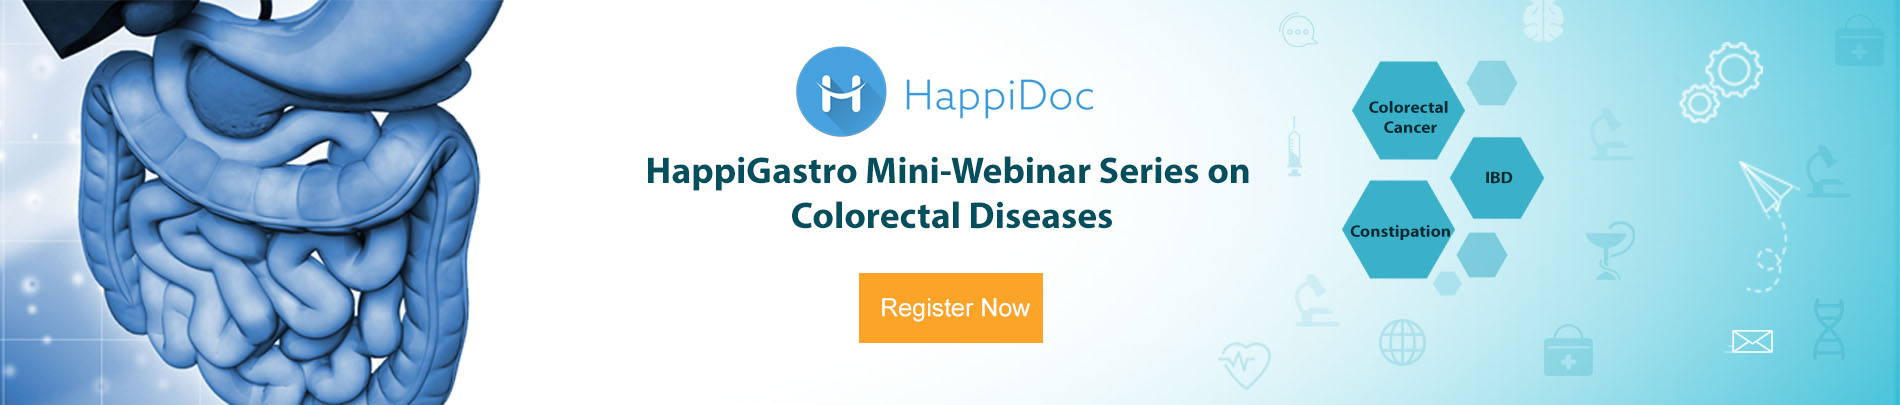 HappiDoc
HappiGastro Mini-Webinar Series on
Colorectal Diseases
Register Now
Colorectal
Cancer
IBD
Constipation